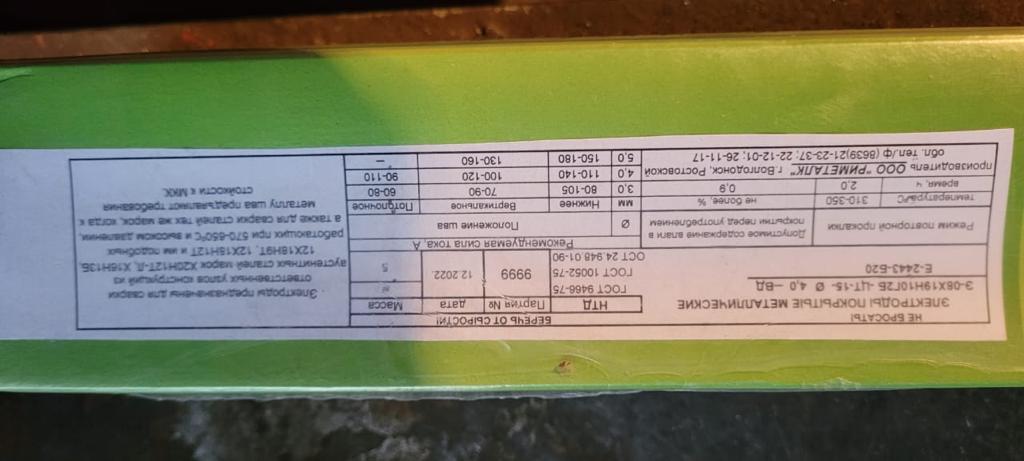 НЕ БРОСАТЬ!
БЕРЕЧЬ ОТ СЫРОСТИ!
ЭЛЕКТРОДЫ ПОКРЫТЫЕ МЕТАЛЛИЧЕСКИЕ
Э-08Х19Н10Г2Б -ЦТ-15- Ø 4,0 – ВД
Е-2443-Б20
НТД
Партия №
дата
Масса
ГОСТ 9466-75
ГОСТ 10052-75
ОСТ 24.948.01-90
9999
12.2022.
кг
5
Режим повторной прокалки
Допустимое содержание влаги в покрытии перед употреблением
температура°С
310-350
не более, %
время, ч
2,0
0,9
производитель ООО "РИМЕТАЛК" г. Волгодонск, Ростовской
обл. тел./ф (8639)21-23-37; 22-12-01; 26-11-17
Рекомендуемая Сила тока, А
Ø
Положение шва
мм
Нижнее
Вертикальное
Потолочное
3,0
80-105
70-90
60-80
4,0
110-140
100-120
90-110
5,0
150-180
130-160
–
Электроды предназначены для сварки
ответственных узлов конструкций из
аустенитных сталей марок Х20Н12Т-Л, Х16Н13Б,
12Х18Н9Т, 12Х18Н12Т и им подобных
работающих при 570-650°С и высоком давлении,
а также для сварки сталей тех же марок, когда к
металлу шва предъявляют требования
стойкости к МКК.